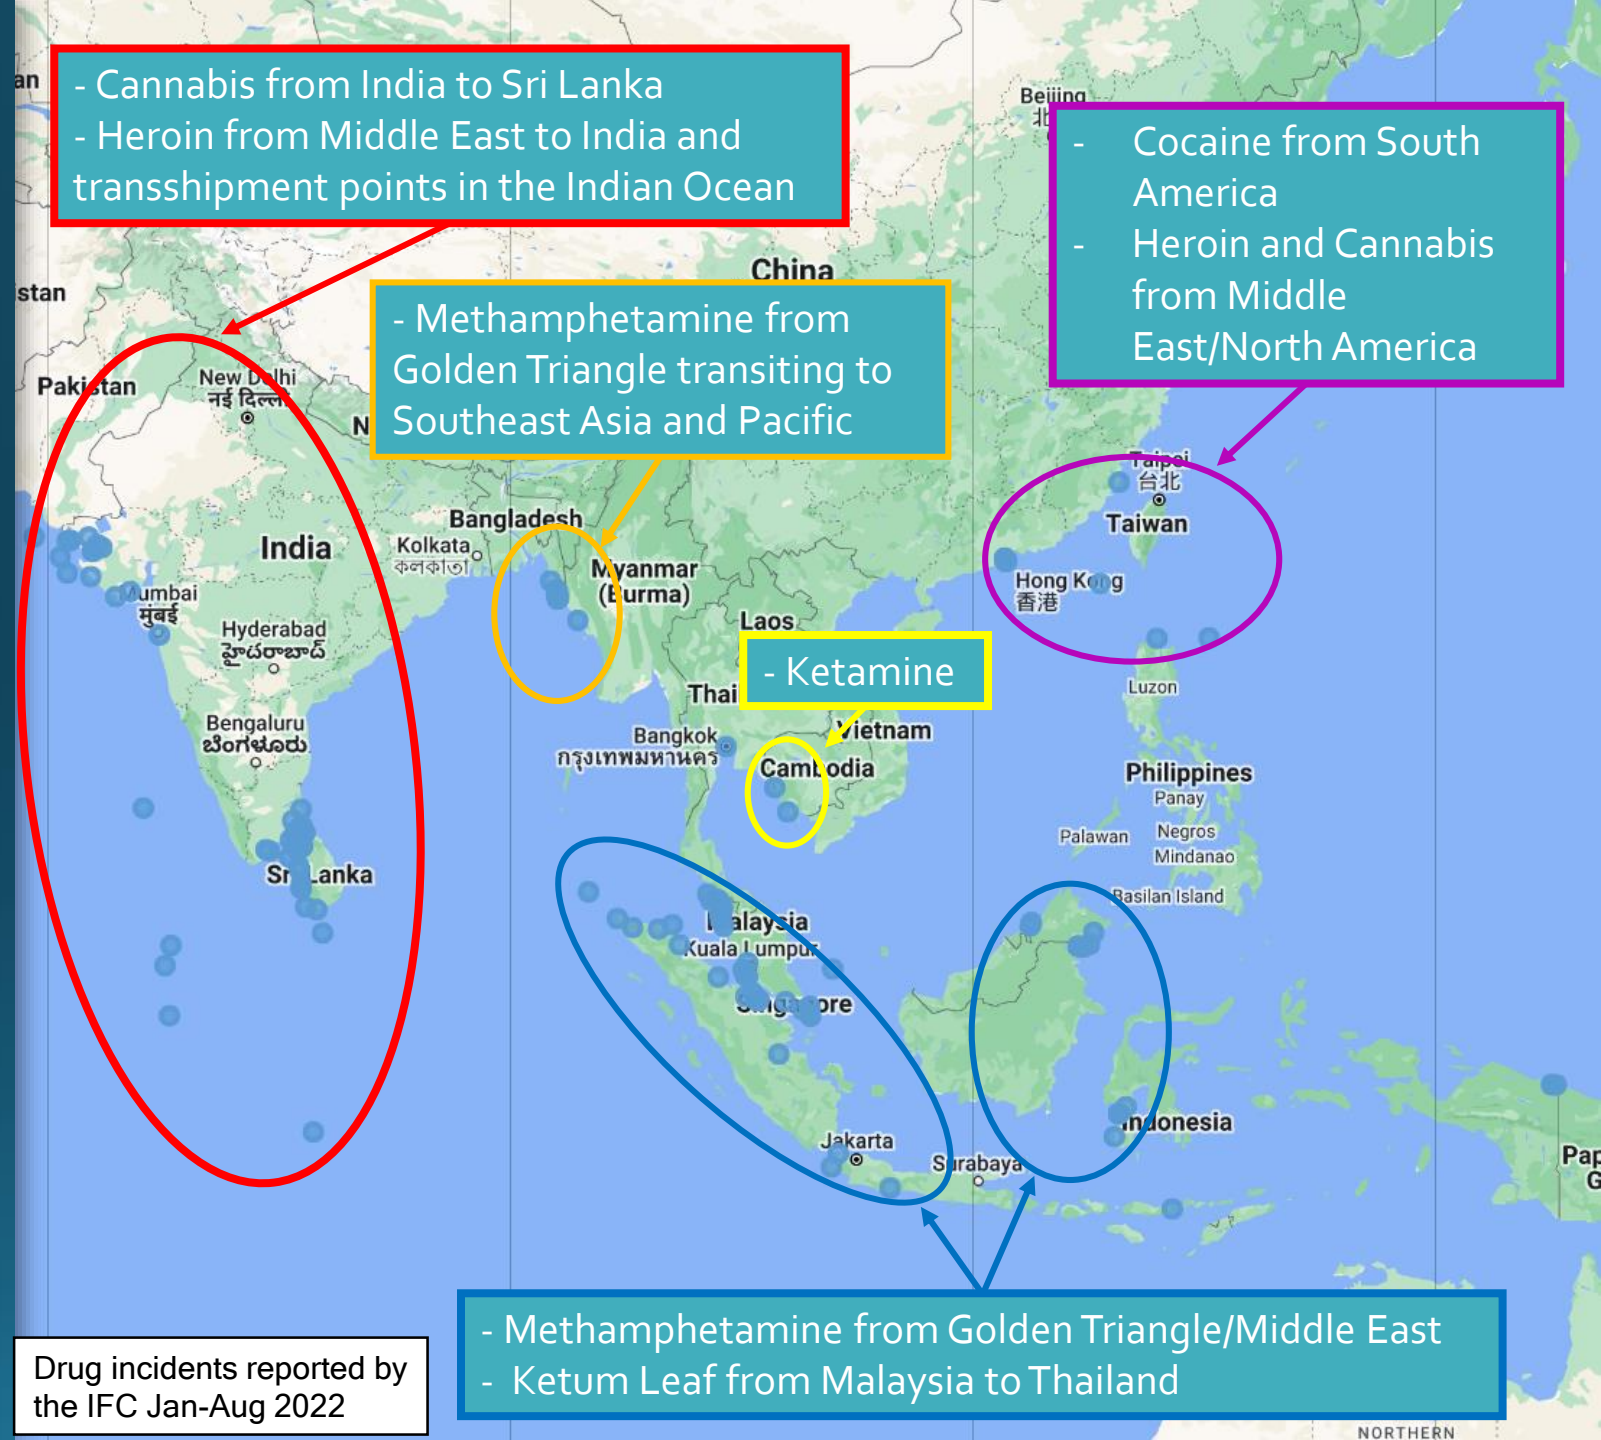 - Cannabis from India to Sri Lanka
- Heroin from Middle East to India and
transshipment points in the Indian Ocean
- Cocaine from South
America
- Heroin and Cannabis
from Middle
East/North America
- Methamphetamine from
Golden Triangle transiting to
Southeast Asia and Pacific
- Ketamine
- Methamphetamine from Golden Triangle/Middle East
- Ketum Leaf from Malaysia to Thailand
Drug incidents reported by
the IFC Jan-Aug 2022
an
Beijing
China
stan
Pakistan
New Delhi
नई दिल्ली
N
Taipei
台北
Taiwan
Bangladesh
India
Kolkata
কলকাতা
Myanmar
(Burma)
Hong Kong
香港
Mumbai
मुंबई
Hyderabad
హైదరాబాద్
Laos
Thai
Luzon
Bengaluru
ಬೆಂಗಳೂರು
Bangkok
กรุงเทพมหานคร
Vietnam
Cambodia
Philippines
Panay
Palawan
Negros
Mindanao
Sri Lanka
Basilan Island
Malaysia
Kuala Lumpur
Singapore
Indonesia
Jakarta
Surabaya
Pap
G
NORTHERN